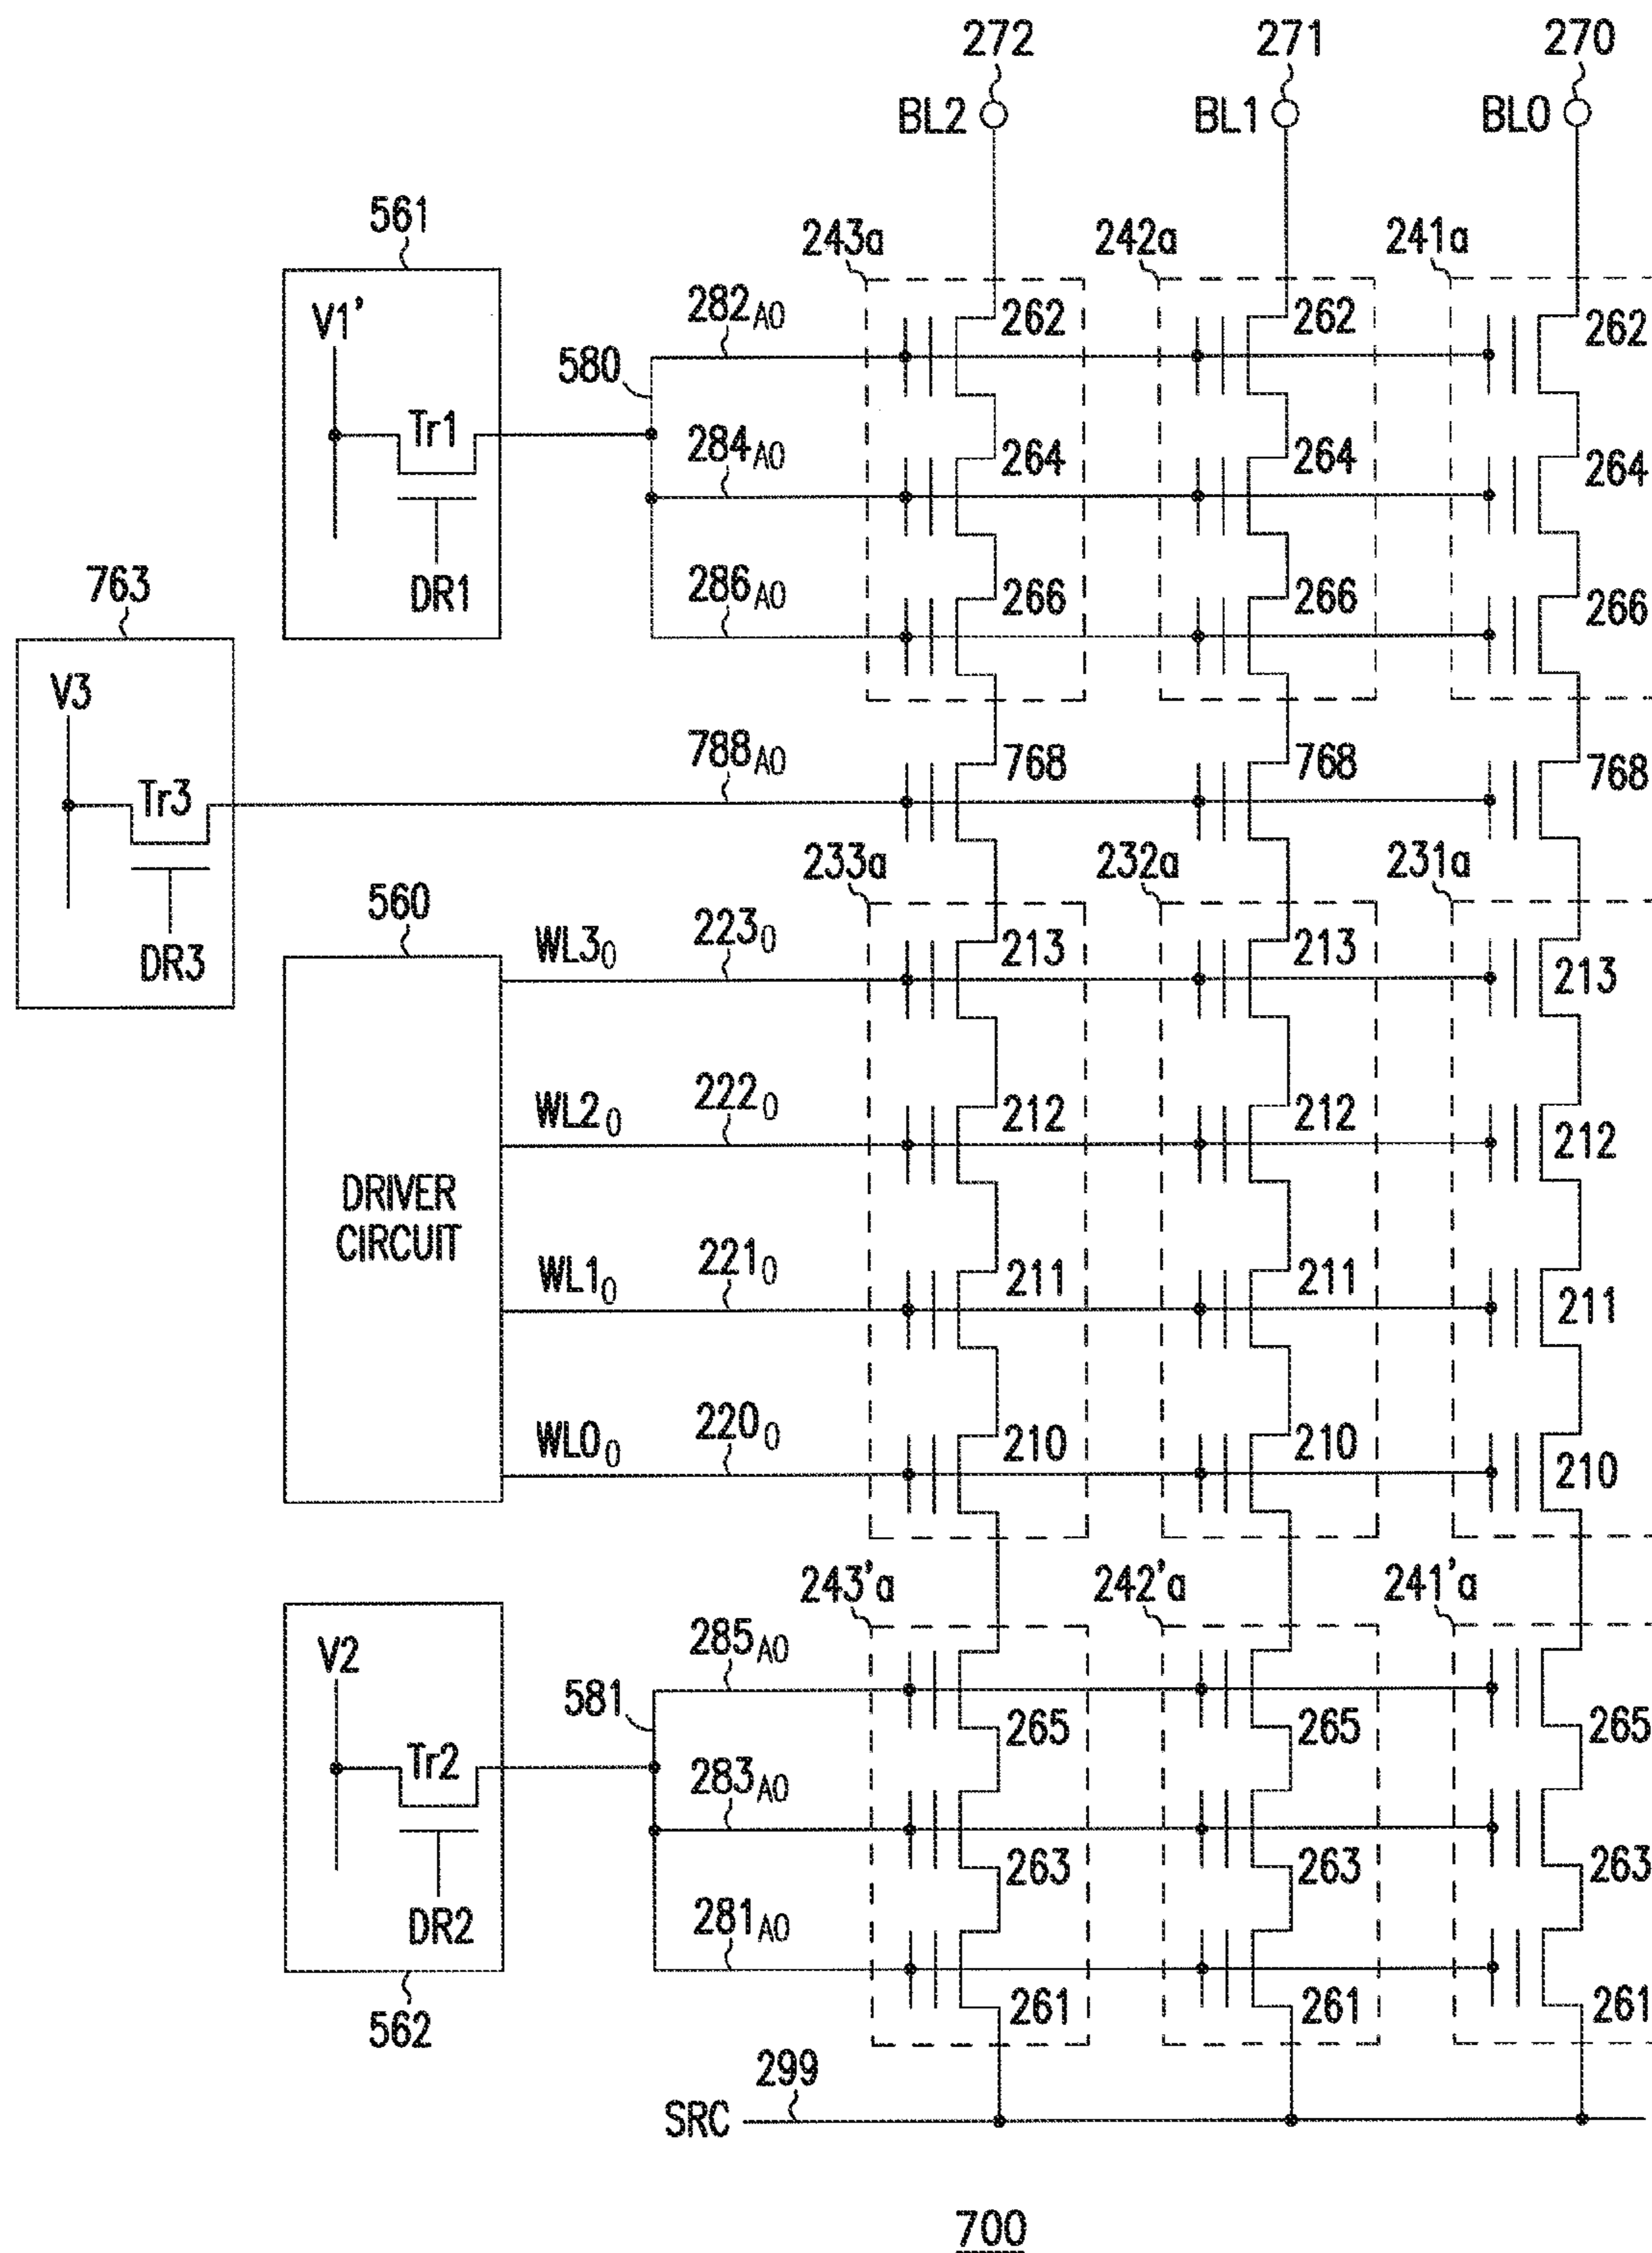 272 271 270
BL2 BL1 BL0
561
243a 242a 241a
V1'
282A0 262 262 262
580
Tr1
284A0 264 264 264
DR1
286A0 266 266 266
763
V3
788A0 768 768 768
Tr3
233a 232a 231a
560
DR3
WL30 2230 213 213 213
WL20 2220 212 212 212
DRIVER
CIRCUIT
WL10 2210 211 211 211
WL00 2200 210 210 210
243'a 242'a 241'a
V2
285A0
581
265 265 265
Tr2
283A0
263 263 263
DR2
281A0
261 261 261
562
299
SRC
700